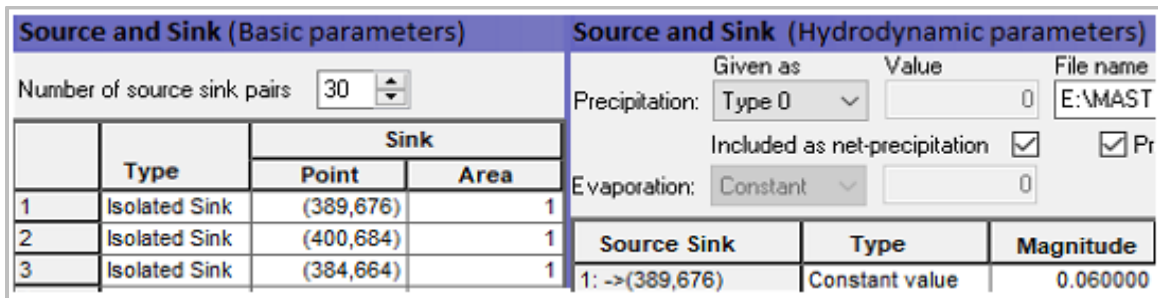 Source and Sink (Basic parameters)
Number of source sink pairs 30
Sink
Type Point Area
1 Isolated Sink (389,676) 1
2 Isolated Sink (400,684) 1
3 Isolated Sink (384,664) 1
Source and Sink (Hydrodynamic parameters)
Given as Value File name
Precipitation: Type 0 0 E:\MAST
Included as net-precipitation Pr
Evaporation: Constant 0
Source Sink Type Magnitude
1: ->(389,676) Constant value 0.060000